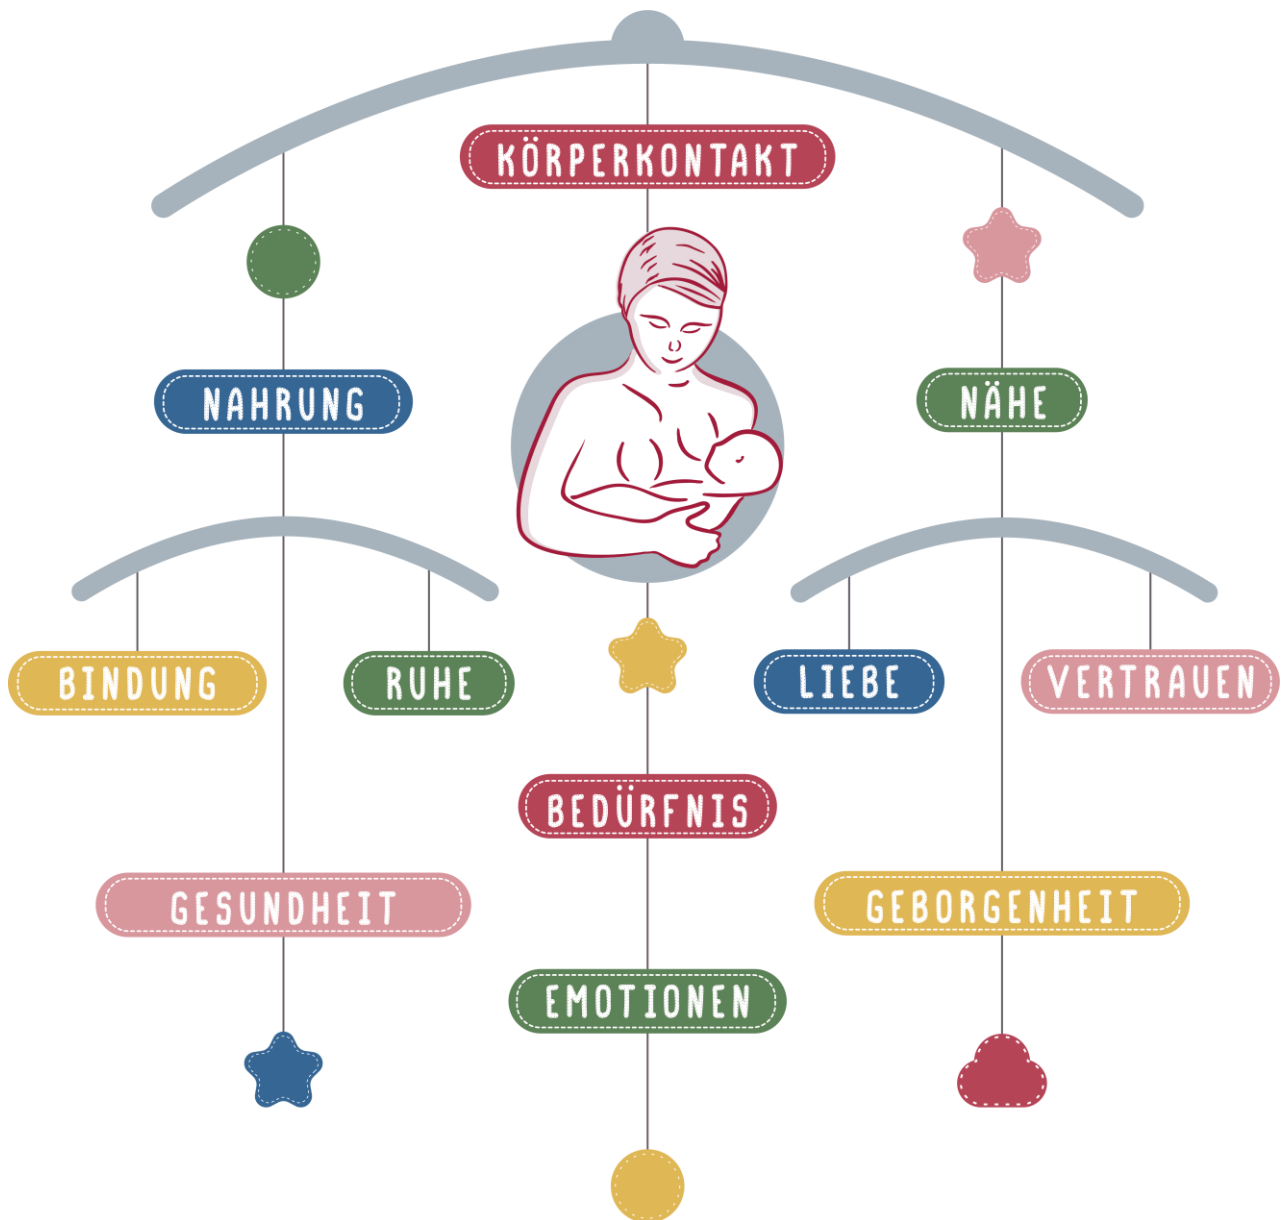 KÖRPERKONTAKT
NAHRUNG
NÄHE
BINDUNG
RUHE
LIEBE
VERTRAUEN
BEDÜRFNIS
GESUNDHEIT
GEBORGENHEIT
EMOTIONEN